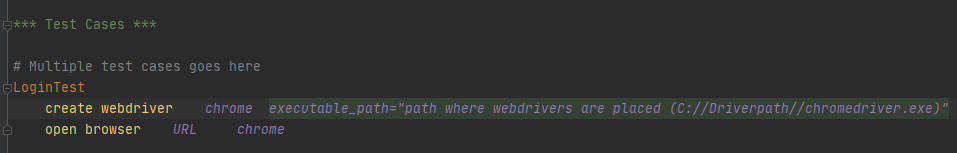 *** Test Cases ***
# Multiple test cases goes here
LoginTest
create webdriver    chrome  executable_path="path where webdrivers are placed (C://Driverpath//chromedriver.exe)"
open browser    URL     chrome